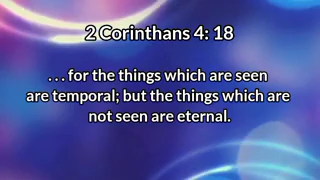 2 Corinthans 4: 18
. . . for the things which are seen
are temporal; but the things which are
not seen are eternal.